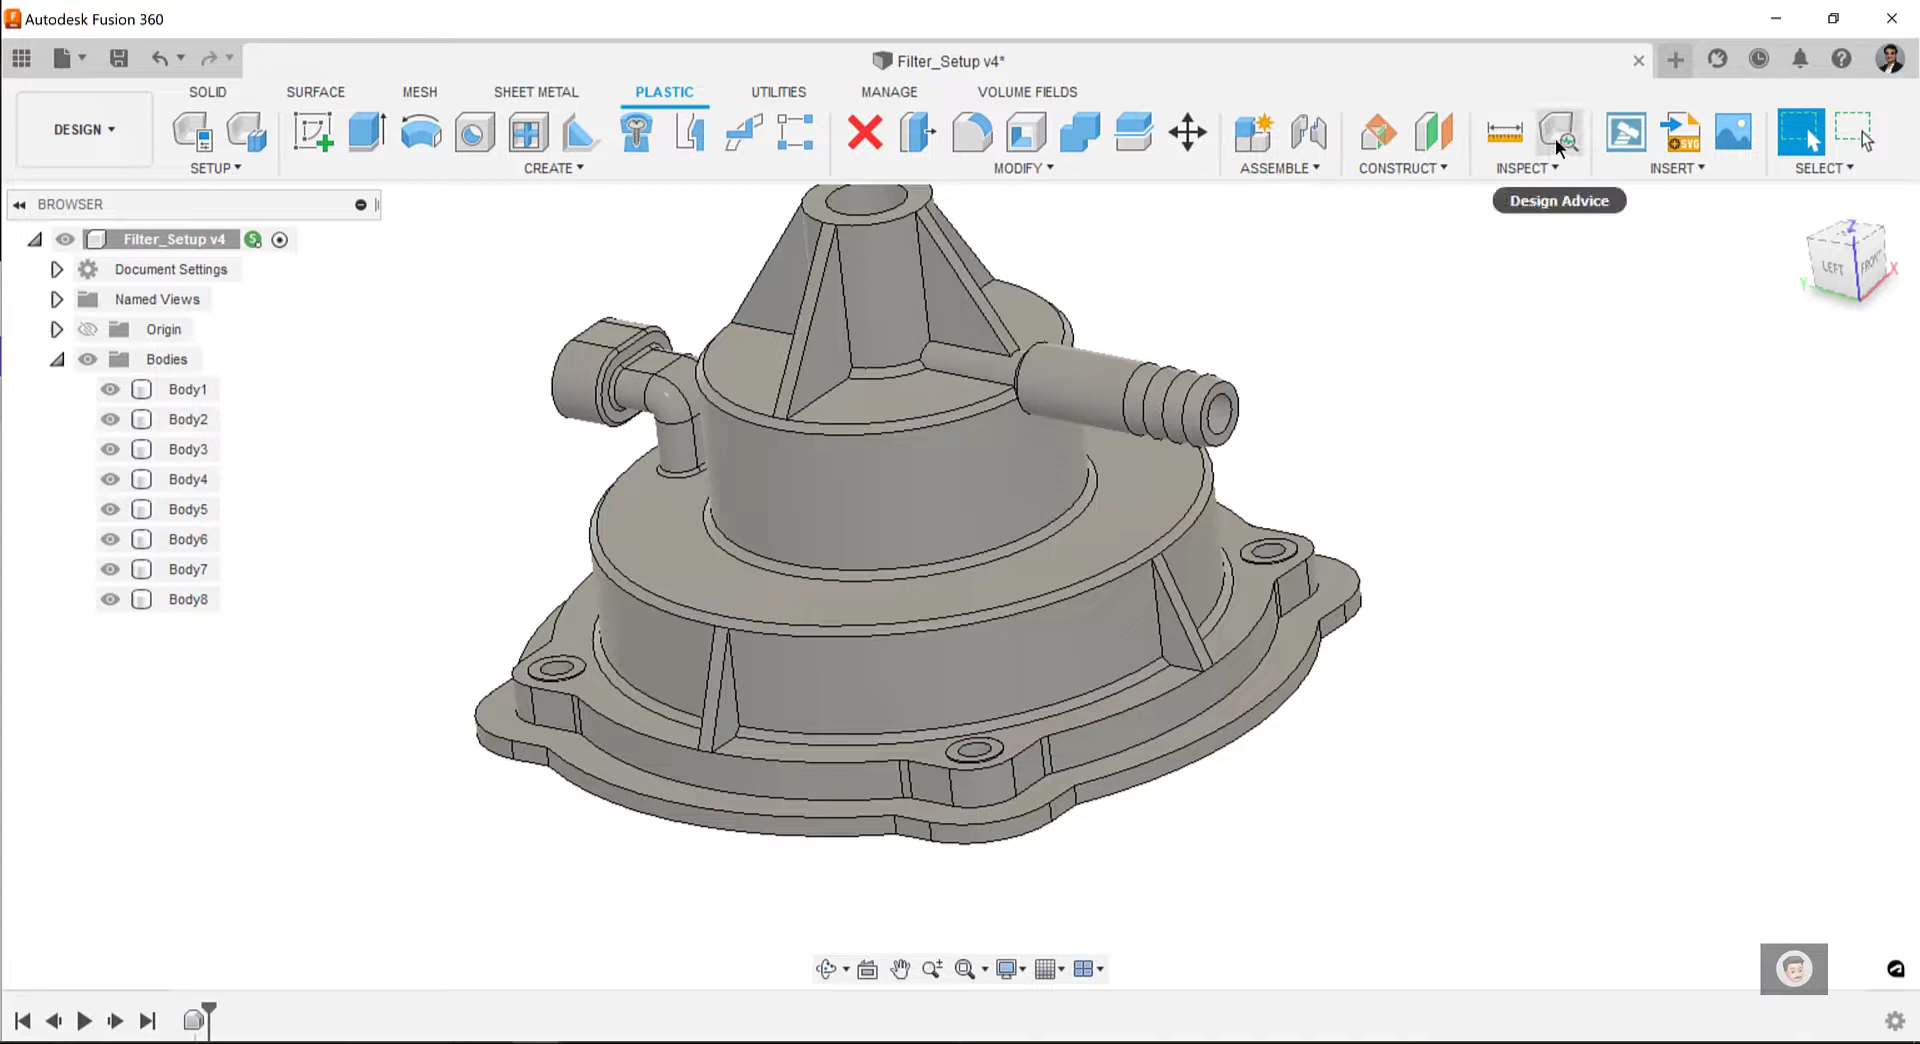 Autodesk Fusion 360
Filter_Setup v4*
SOLID SURFACE MESH SHEET METAL PLASTIC UTILITIES MANAGE VOLUME FIELDS
DESIGN
SVG
SETUP CREATE MODIFY ASSEMBLE CONSTRUCT INSPECT INSERT SELECT
Design Advice
BROWSER
Filter_Setup v4 S
Document Settings
Named Views
Origin
Bodies
Body1
Body2
Body3
Body4
Body5
Body6
Body7
Body8
Z
LEFT FRONT X
Y